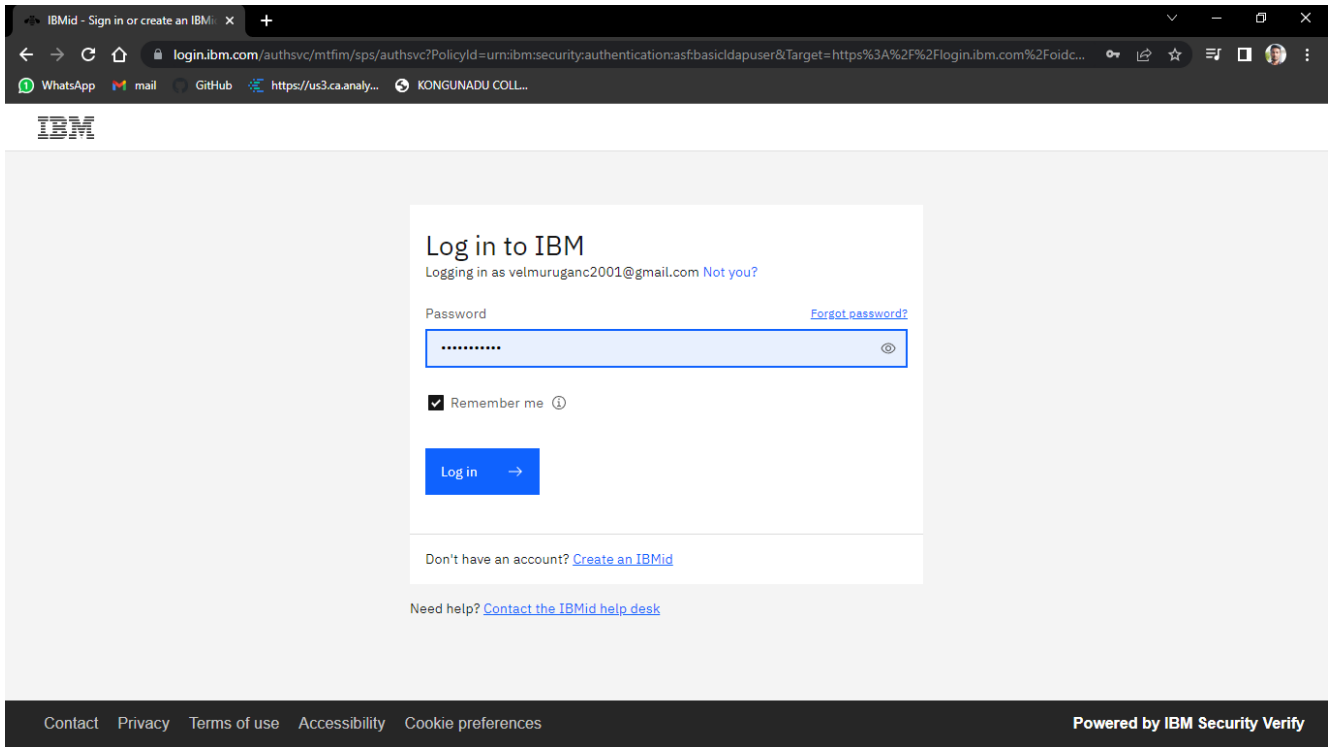 IBMid - Sign in or create an IBMi
login.ibm.com/authsvc/mtfim/sps/authsvc?PolicyId=urn:ibm:security:authentication:asf:basicldapuser&Target=https%3A%2F%2Flogin.ibm.com%2Foidc...
1 WhatsApp M mail GitHub https://us3.ca.analy... KONGUNADU COLL...
IBM
Log in to IBM
Logging in as velmuruganc2001@gmail.com Not you?
Password Forgot password?
•••••••••••
Remember me
Log in →
Don't have an account? Create an IBMid
Need help? Contact the IBMid help desk
Contact Privacy Terms of use Accessibility Cookie preferences Powered by IBM Security Verify